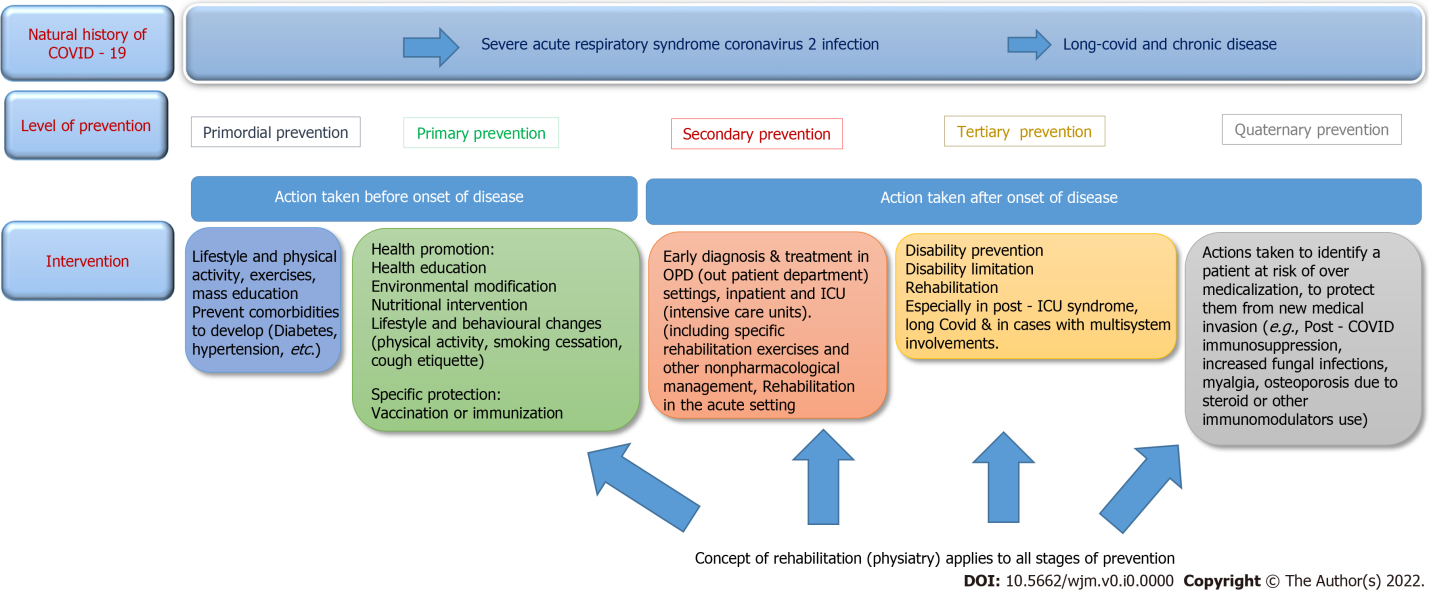 Natural history of
COVID - 19
Severe acute respiratory syndrome coronavirus 2 infection
Long-covid and chronic disease
Level of prevention
Primordial prevention
Primary prevention
Secondary prevention
Tertiary prevention
Quaternary prevention
Action taken before onset of disease
Action taken after onset of disease
Intervention
Lifestyle and physical
activity, exercises,
mass education
Prevent comorbidities
to develop (Diabetes,
hypertension, etc.)
Health promotion:
Health education
Environmental modification
Nutritional intervention
Lifestyle and behavioural changes
(physical activity, smoking cessation,
cough etiquette)
Specific protection:
Vaccination or immunization
Early diagnosis & treatment in
OPD (out patient department)
settings, inpatient and ICU
(intensive care units).
(including specific
rehabilitation exercises and
other nonpharmacological
management, Rehabilitation
in the acute setting
Disability prevention
Disability limitation
Rehabilitation
Especially in post - ICU syndrome,
long Covid & in cases with multisystem
involvements.
Actions taken to identify a
patient at risk of over
medicalization, to protect
them from new medical
invasion (e.g., Post - COVID
immunosuppression,
increased fungal infections,
myalgia, osteoporosis due to
steroid or other
immunomodulators use)
Concept of rehabilitation (physiatry) applies to all stages of prevention
DOI: 10.5662/wjm.v0.i0.0000 Copyright © The Author(s) 2022.